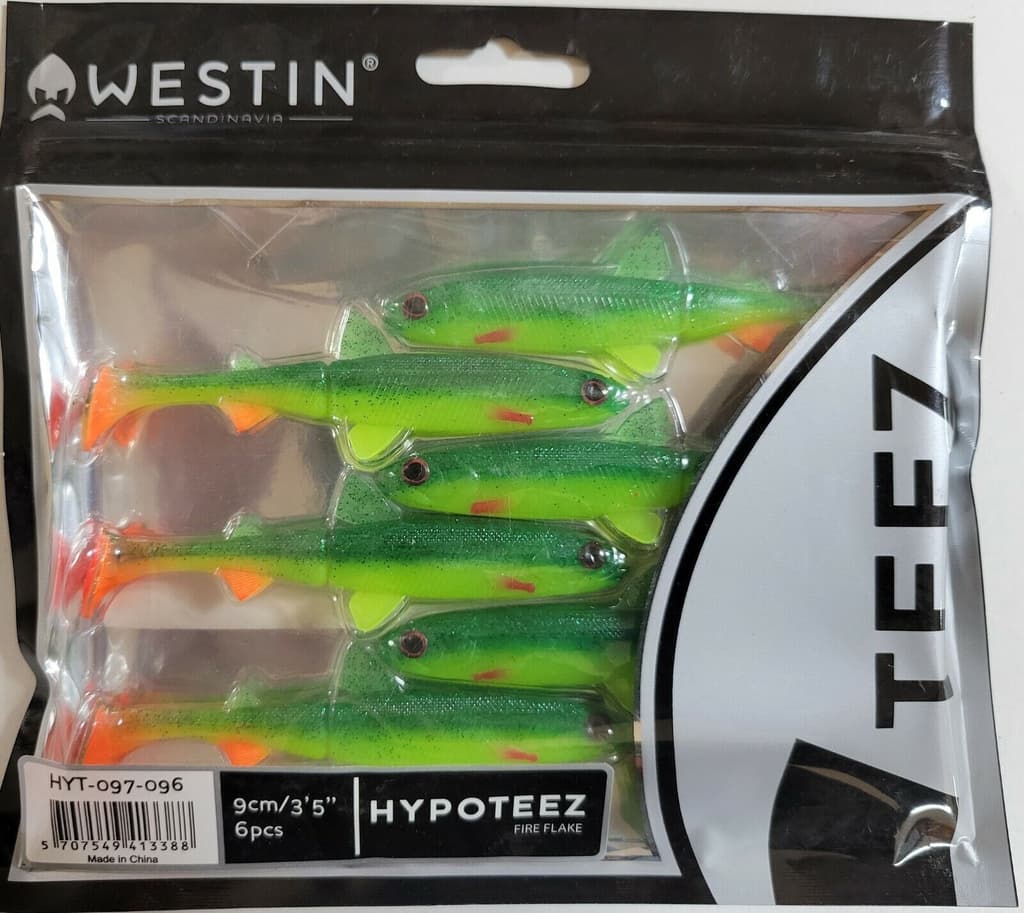 WESTIN®
SCANDINAVIA
TEEZ
HYT-097-096
5 707549 413388
Made in China
9cm/3'5"
6pcs
HYPOTEEZ
FIRE FLAKE